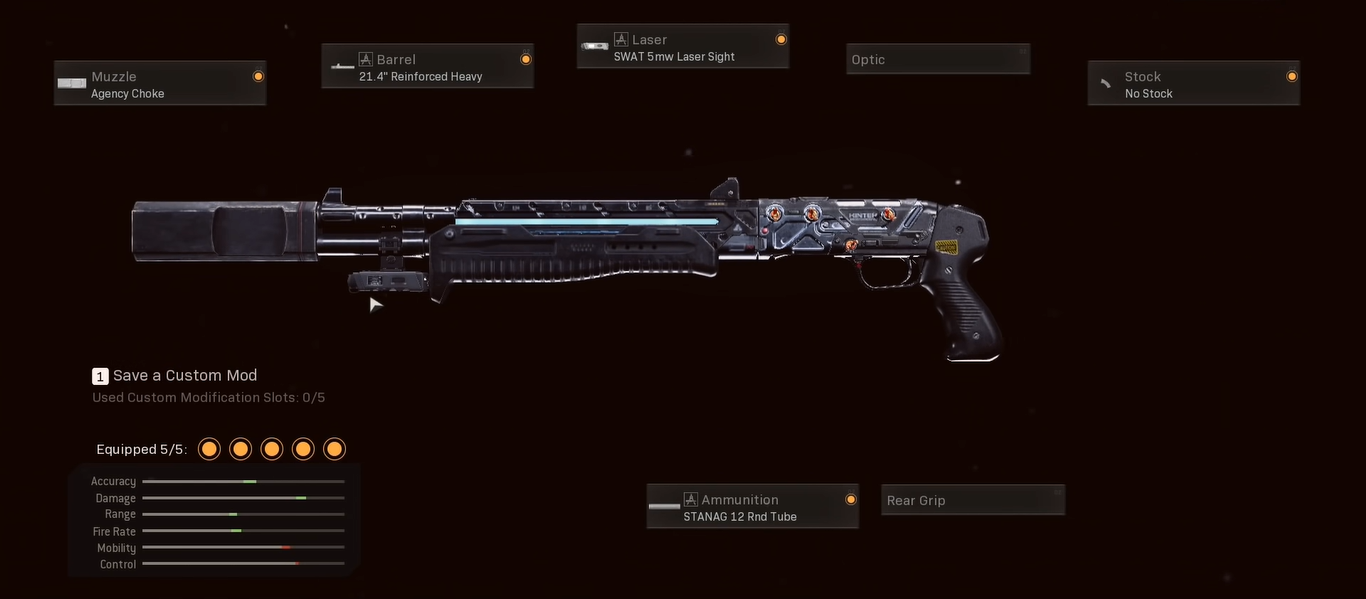 Muzzle
Agency Choke
Barrel
21.4" Reinforced Heavy
Laser
SWAT 5mw Laser Sight
Optic
Stock
No Stock
1 Save a Custom Mod
Used Custom Modification Slots: 0/5
Equipped 5/5:
Accuracy
Damage
Range
Fire Rate
Mobility
Control
Ammunition
STANAG 12 Rnd Tube
Rear Grip